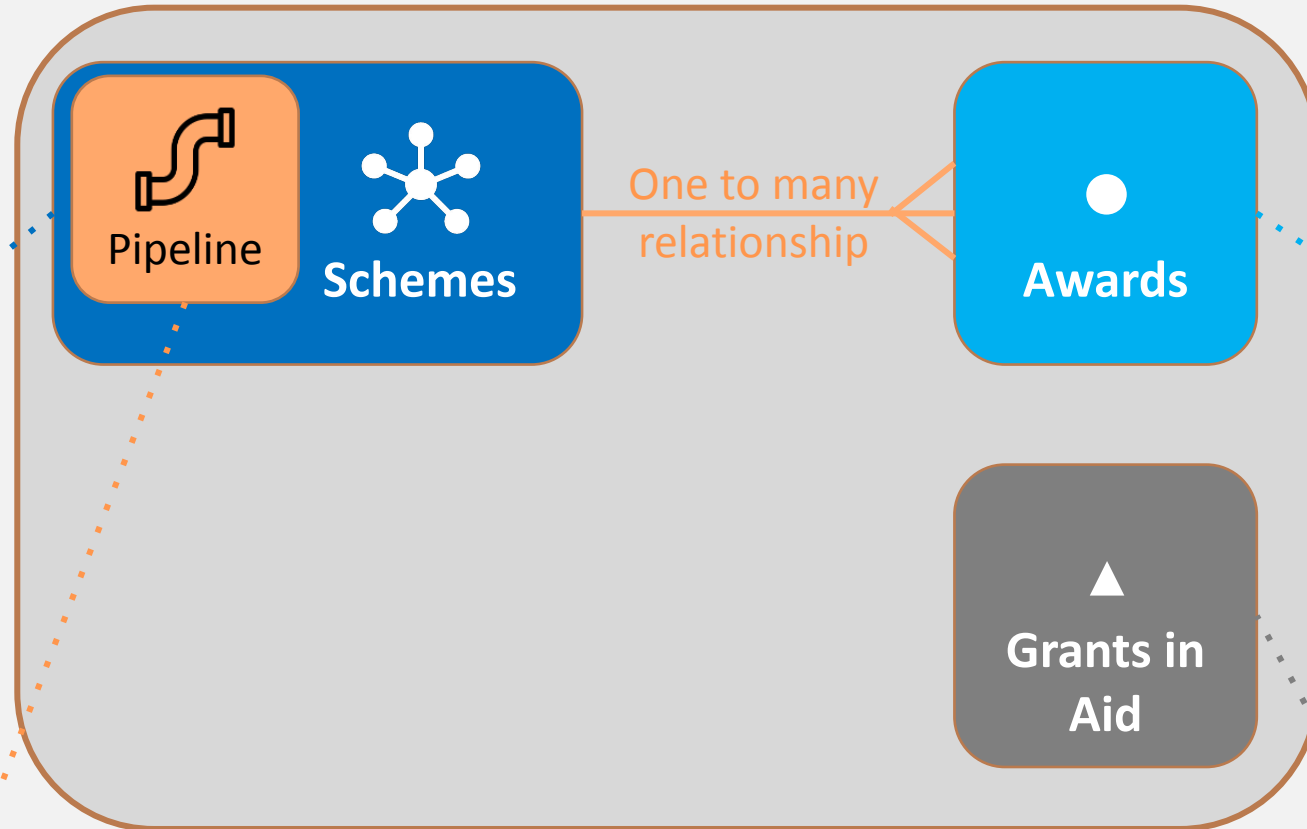 Pipeline
Schemes
One to many
relationship
Awards
Grants in
Aid